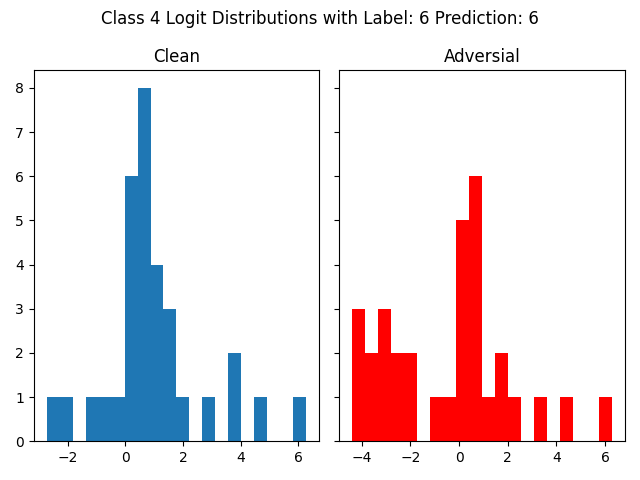 Class 4 Logit Distributions with Label: 6 Prediction: 6
Clean
Adversial
8
7
6
5
4
3
2
1
0
−2 0 2 4 6
−4 −2 0 2 4 6